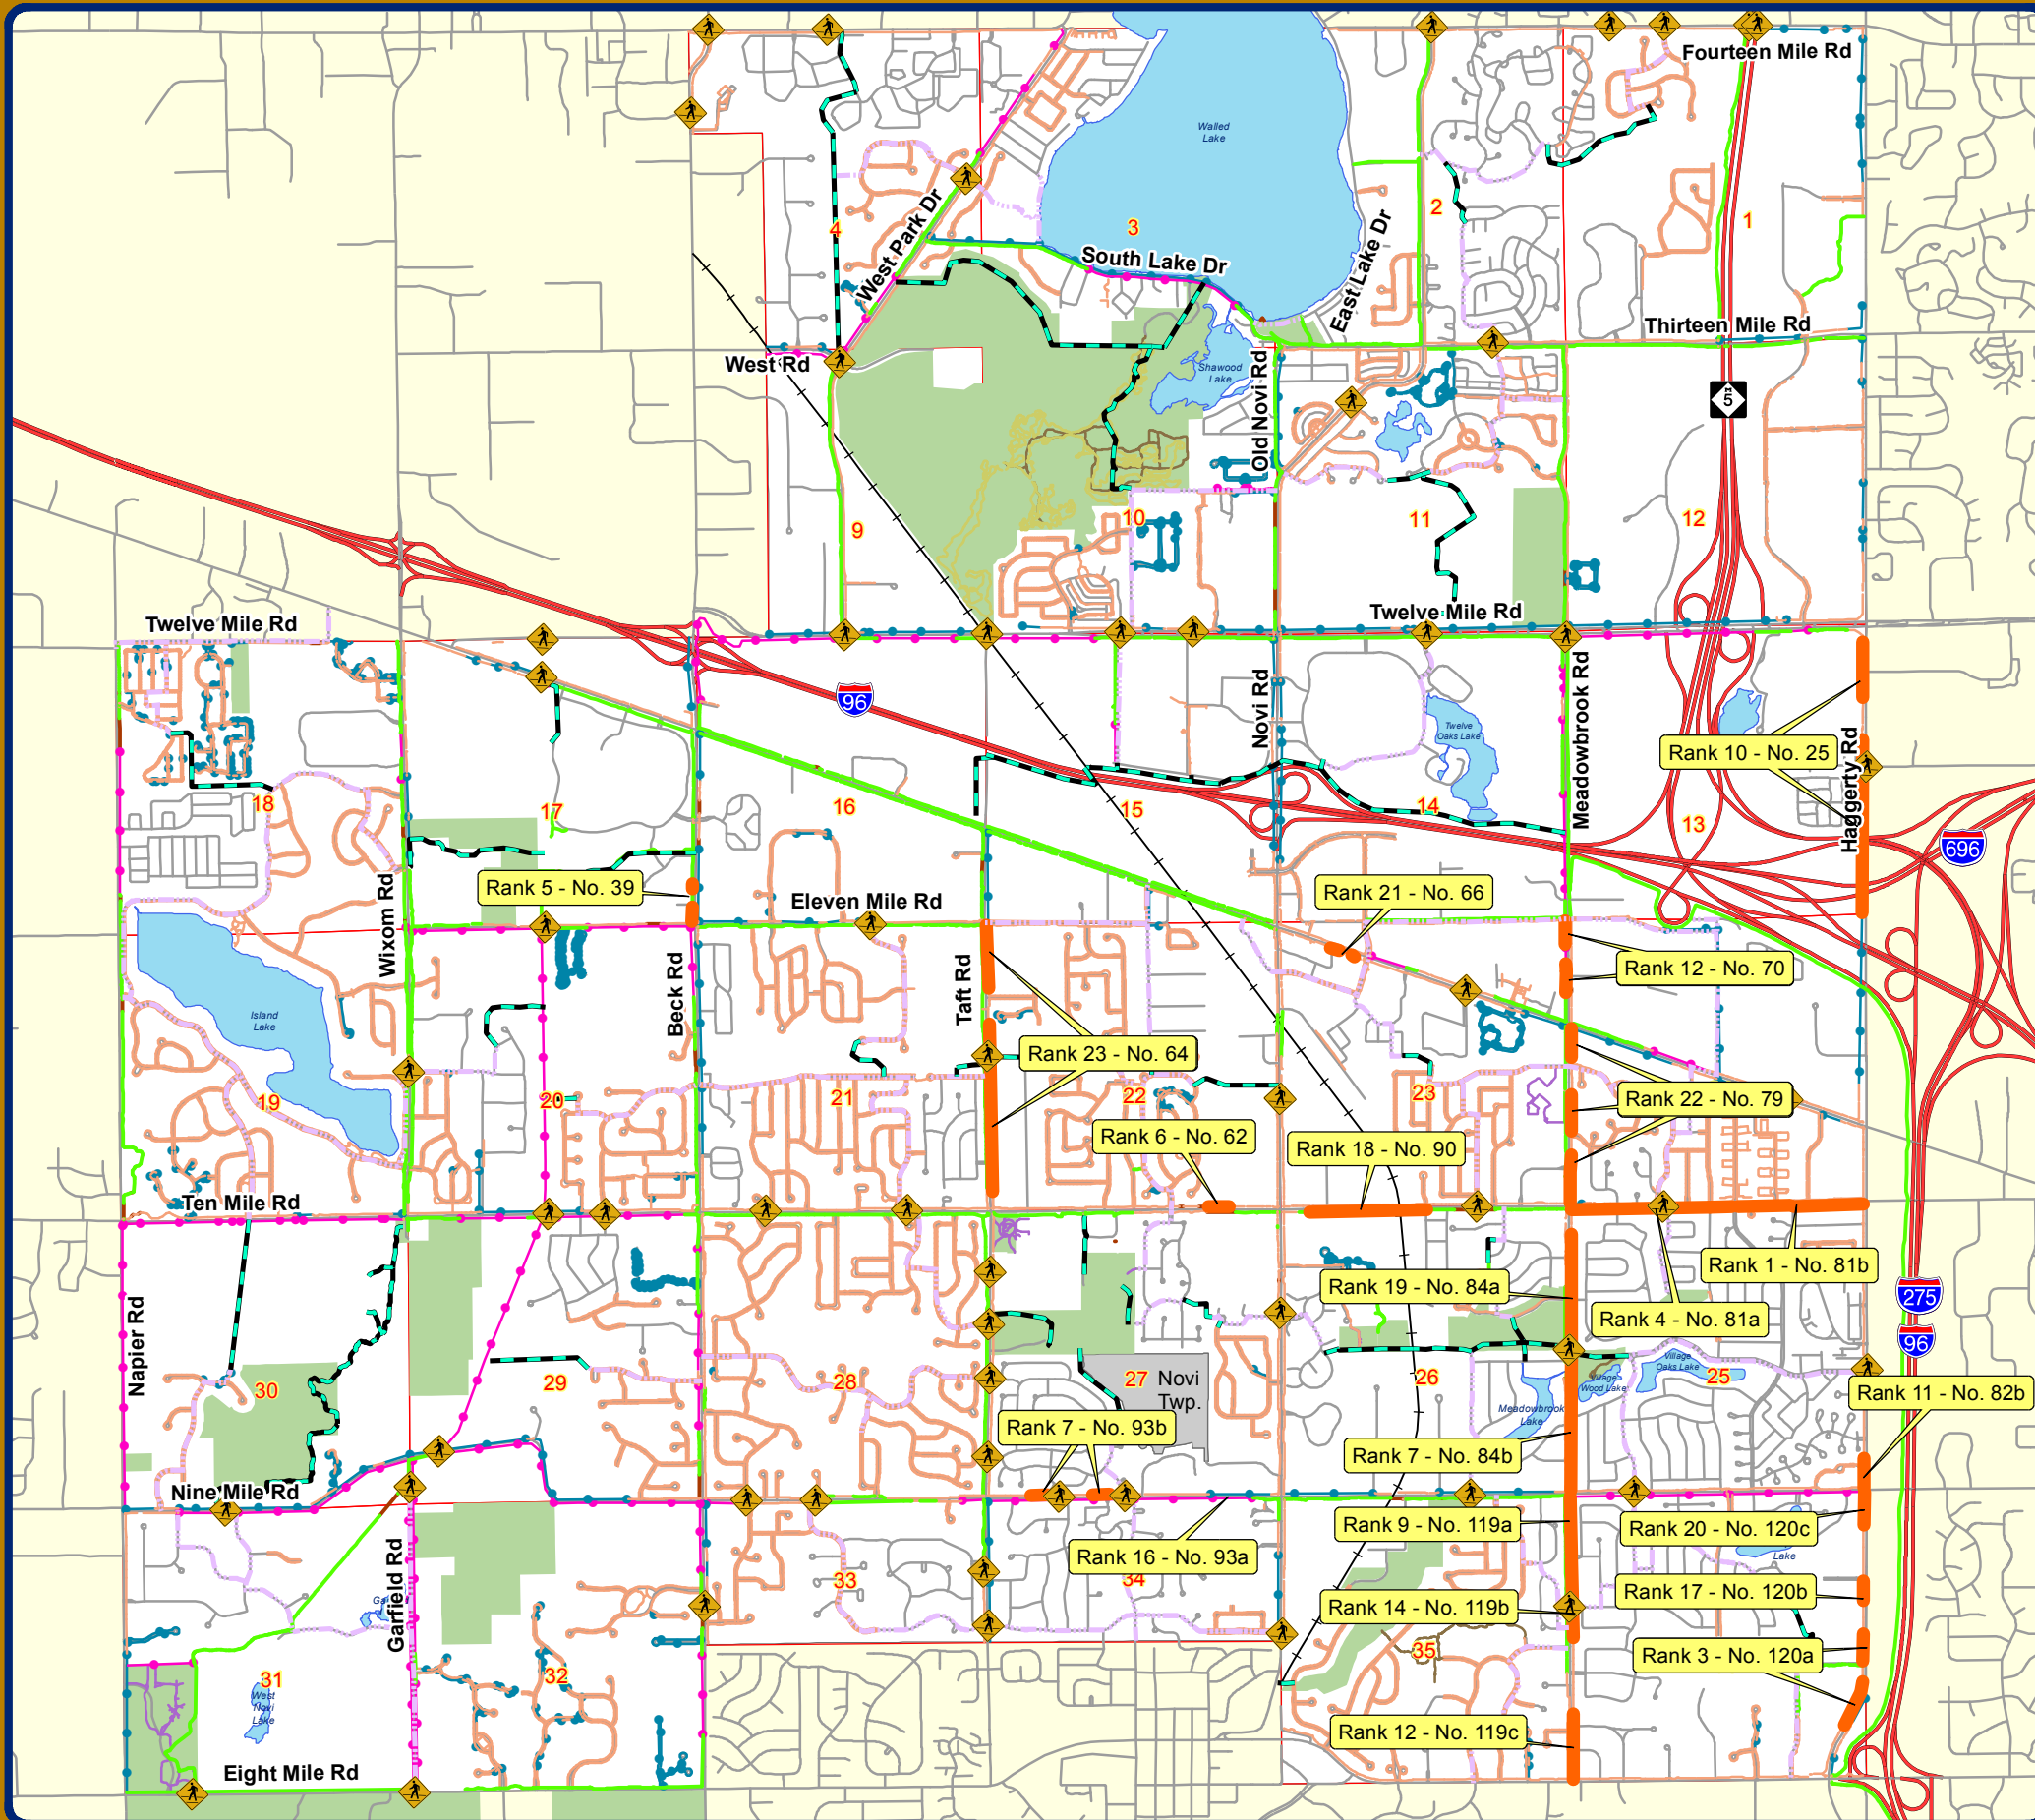 Fourteen Mile Rd
Walled
Lake
2
1
4
3
West Park Dr
South Lake Dr
East Lake Dr
Thirteen Mile Rd
West Rd
Shawood
Lake
Old Novi Rd
M
5
9
10
11
12
Twelve Mile Rd
Twelve Mile Rd
Meadowbrook Rd
Novi Rd
96
Twelve
Oaks Lake
Rank 10 - No. 25
Haggerty Rd
18
17
16
15
14
13
696
Wixom Rd
Rank 5 - No. 39
Eleven Mile Rd
Rank 21 - No. 66
Beck Rd
Taft Rd
Rank 12 - No. 70
Island
Lake
Rank 23 - No. 64
19
20
21
22
23
Rank 22 - No. 79
Rank 6 - No. 62
Rank 18 - No. 90
Ten Mile Rd
Rank 1 - No. 81b
Rank 19 - No. 84a
275
Rank 4 - No. 81a
96
Napier Rd
Village
Oaks Lake
30
29
28
27
Novi
Twp.
26
25
Village
Wood Lake
Rank 11 - No. 82b
Meadowbrook
Lake
Rank 7 - No. 93b
Rank 7 - No. 84b
Nine Mile Rd
Rank 9 - No. 119a
Rank 20 - No. 120c
Garfield Rd
Rank 16 - No. 93a
Lake
33
34
Rank 17 - No. 120b
Rank 14 - No. 119b
35
Rank 3 - No. 120a
31
32
West
Novi
Lake
Rank 12 - No. 119c
Eight Mile Rd